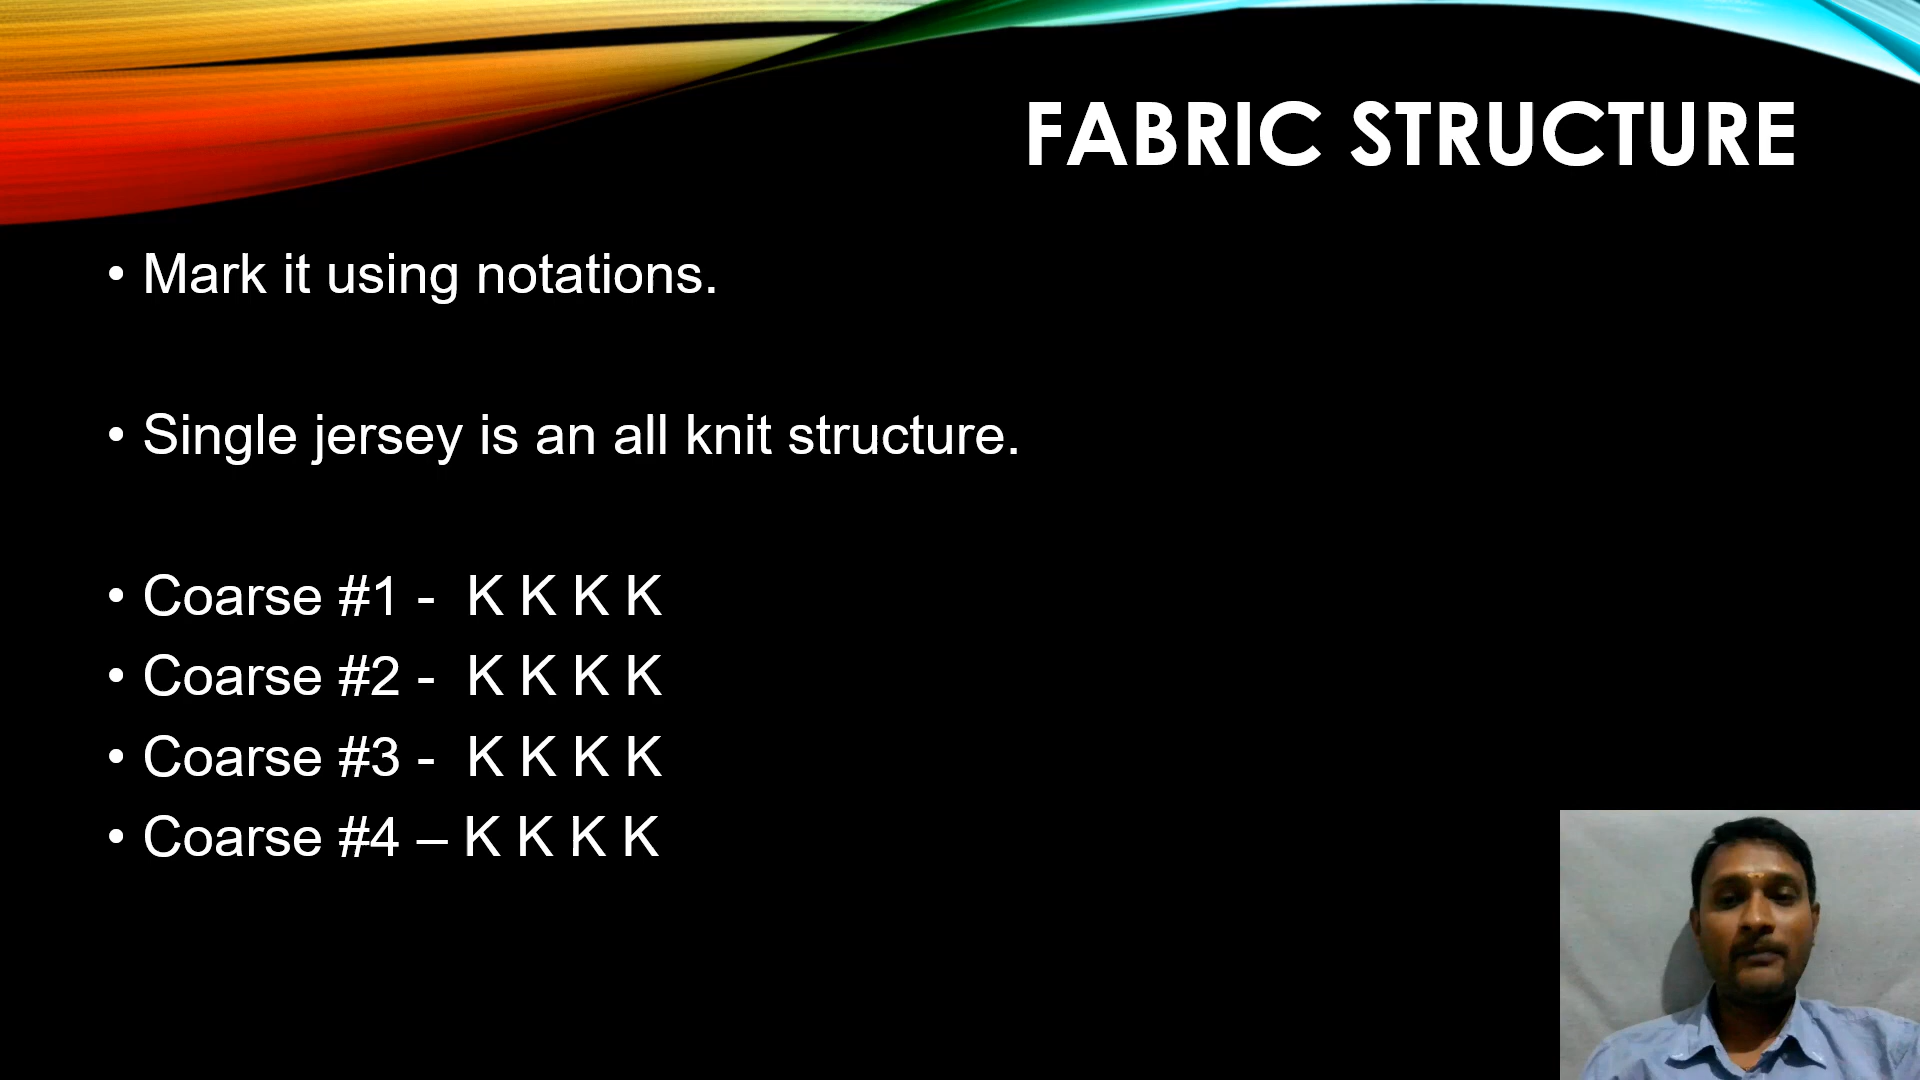 FABRIC STRUCTURE
• Mark it using notations.
• Single jersey is an all knit structure.
• Coarse #1 - K K K K
• Coarse #2 - K K K K
• Coarse #3 - K K K K
• Coarse #4 – K K K K